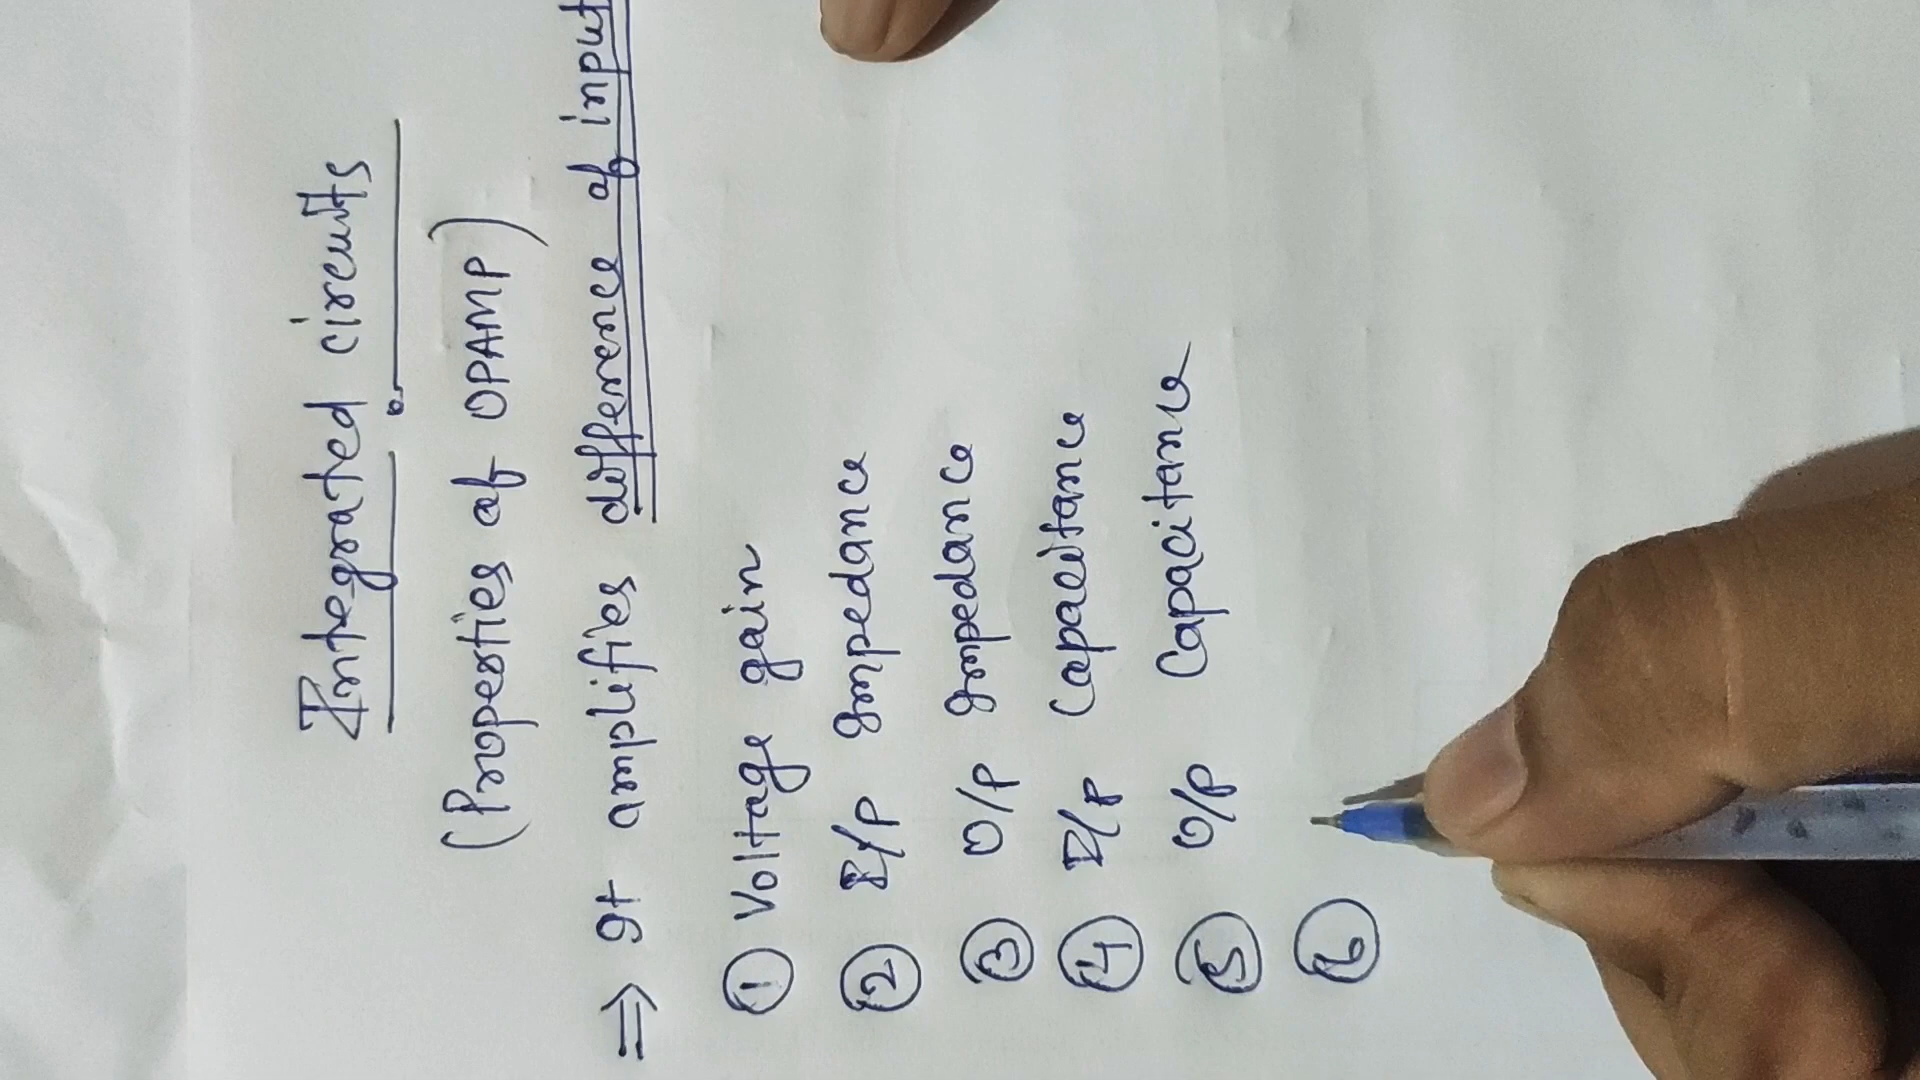 Integrated circuits
(Properties of OPAMP)
⇒ It amplifies difference of input
① Voltage gain
② I/P Impedance
③ O/P Impedance
④ I/P Capacitance
⑤ O/P Capacitance
⑥